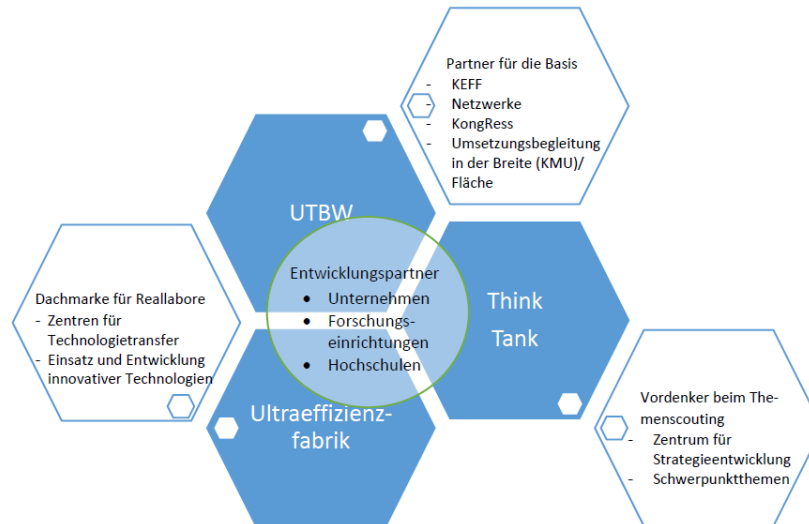 Partner für die Basis
- KEFF
- Netzwerke
- KongRess
- Umsetzungsbegleitung
in der Breite (KMU)/
Fläche
UTBW
Entwicklungspartner
• Unternehmen
• Forschungs-
einrichtungen
• Hochschulen
Dachmarke für Reallabore
- Zentren für
Technologietransfer
- Einsatz und Entwicklung
innovativer Technologien
Think
Tank
Ultraeffizienz-
fabrik
Vordenker beim The-
menscouting
- Zentrum für
Strategieentwicklung
- Schwerpunktthemen